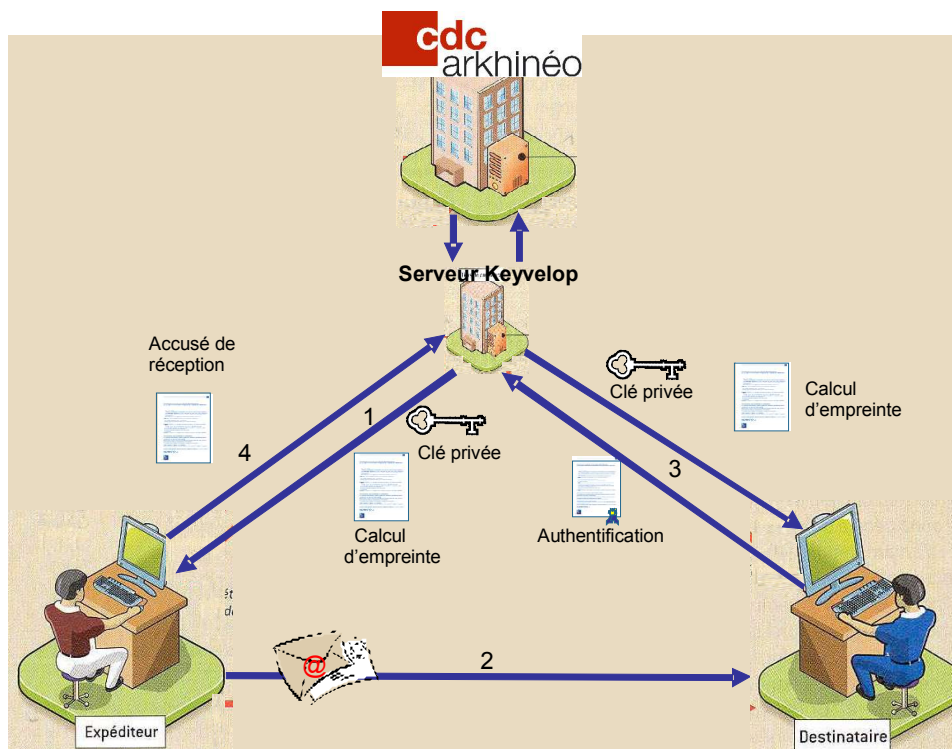 cdc
arkhinéo
Serveur Keyvelop
Accusé de
réception
Clé privée
Calcul
d’empreinte
1
4
Clé privée
3
Calcul
d’empreinte
Authentification
2
@
Expéditeur
Destinataire